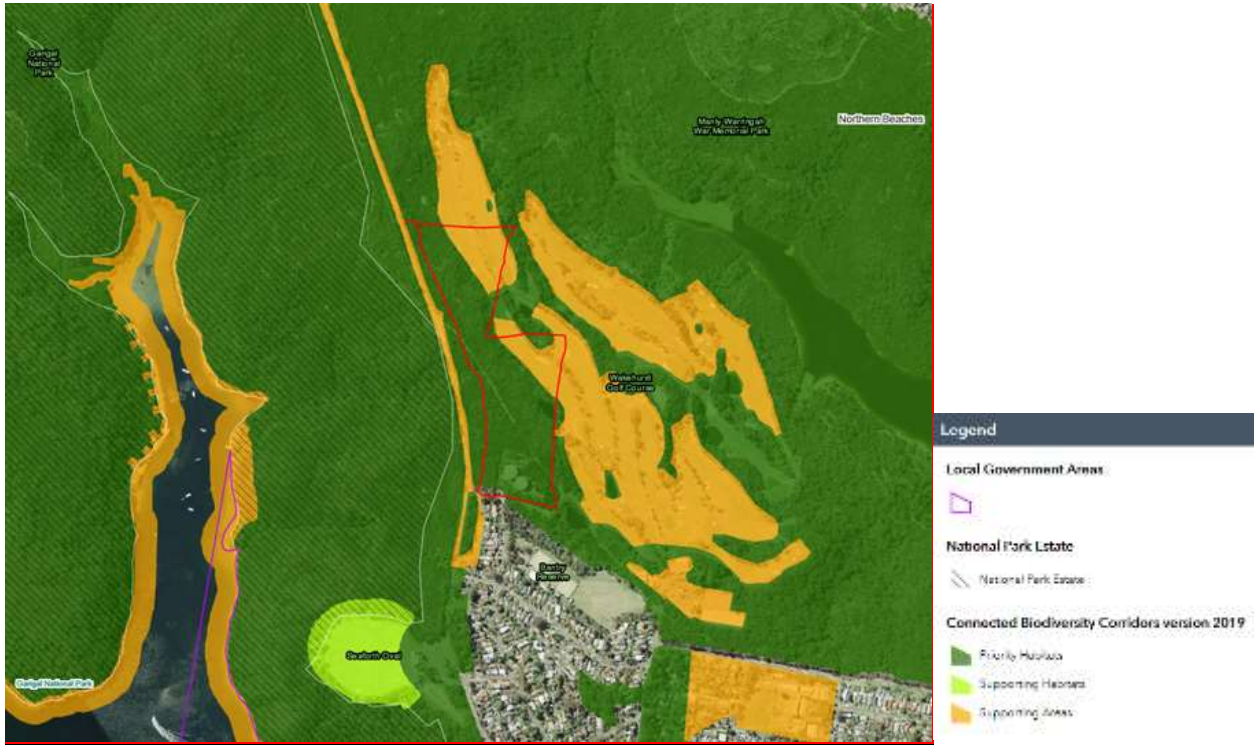 Garigal
National
Park
Manly Warringah
War Memorial Park
Northern Beaches
Wakehurst
Golf Course
Bantry
Reserve
Seaforth Oval
Garigal National Park
Legend
Local Government Areas
National Park Estate
National Park Estate
Connected Biodiversity Corridors version 2019
Priority Habitats
Supporting Habitats
Supporting Areas